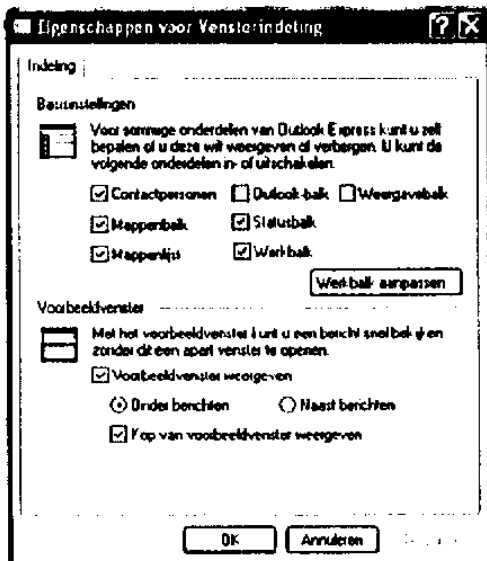 Eigenschappen voor Vensterindeling
Indeling
Basisinstellingen
Voor sommige onderdelen van Outlook Express kunt u zelf
bepalen of u deze wilt weergeven of verbergen. U kunt de
volgende onderdelen in- of uitschakelen.
Contactpersonen Outlook-balk Weergavebalk
Mappenbalk Statusbalk
Mappenlijst Werkbalk
Werkbalk aanpassen
Voorbeeldvenster
Met het voorbeeldvenster kunt u een bericht snel bekijken
zonder dit een apart venster te openen.
Voorbeeldvenster weergeven
Onder berichten Naast berichten
Kop van voorbeeldvenster weergeven
OK Annuleren